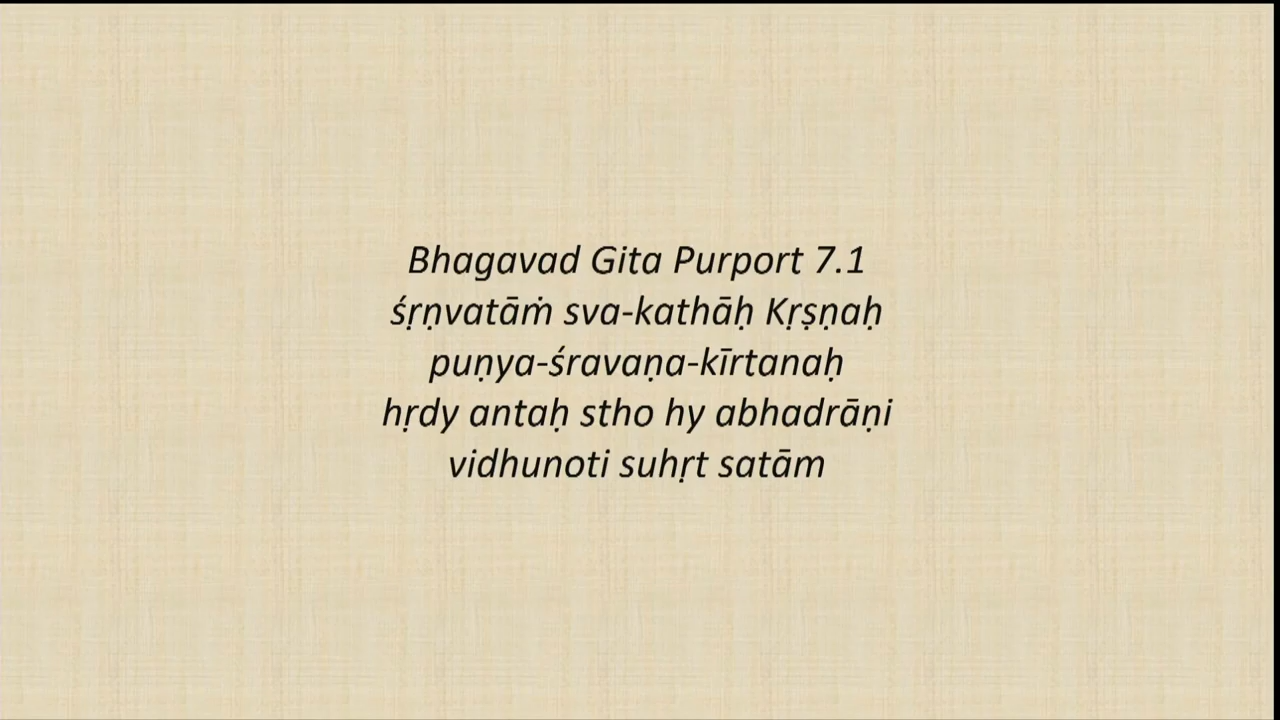 Bhagavad Gita Purport 7.1
śṛṇvatāṁ sva-kathāḥ Kṛṣṇaḥ
puṇya-śravaṇa-kīrtanaḥ
hṛdy antaḥ stho hy abhadrāṇi
vidhunoti suhṛt satām